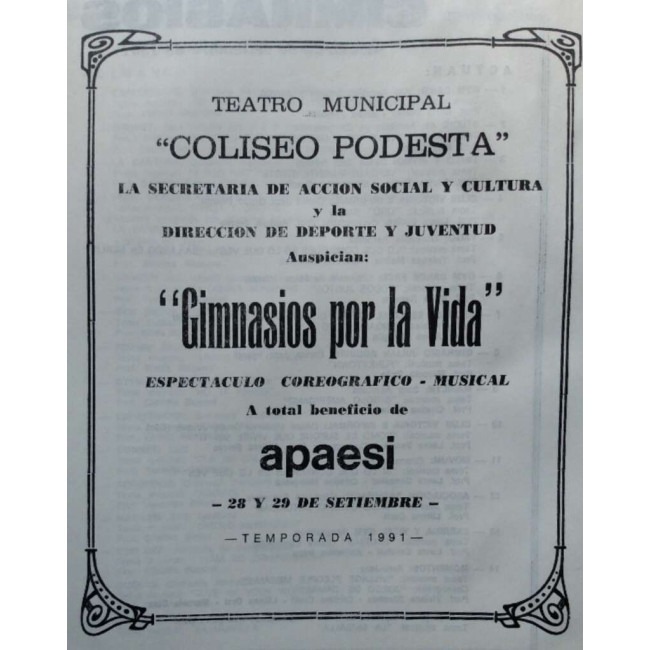 TEATRO MUNICIPAL
“COLISEO PODESTA”
LA SECRETARIA DE ACCION SOCIAL Y CULTURA
y la
DIRECCION DE DEPORTE Y JUVENTUD
Auspician:
“Gimnasios por la Vida”
ESPECTACULO COREOGRAFICO - MUSICAL
A total beneficio de
apaesi
– 28 Y 29 DE SETIEMBRE –
— TEMPORADA 1991 —